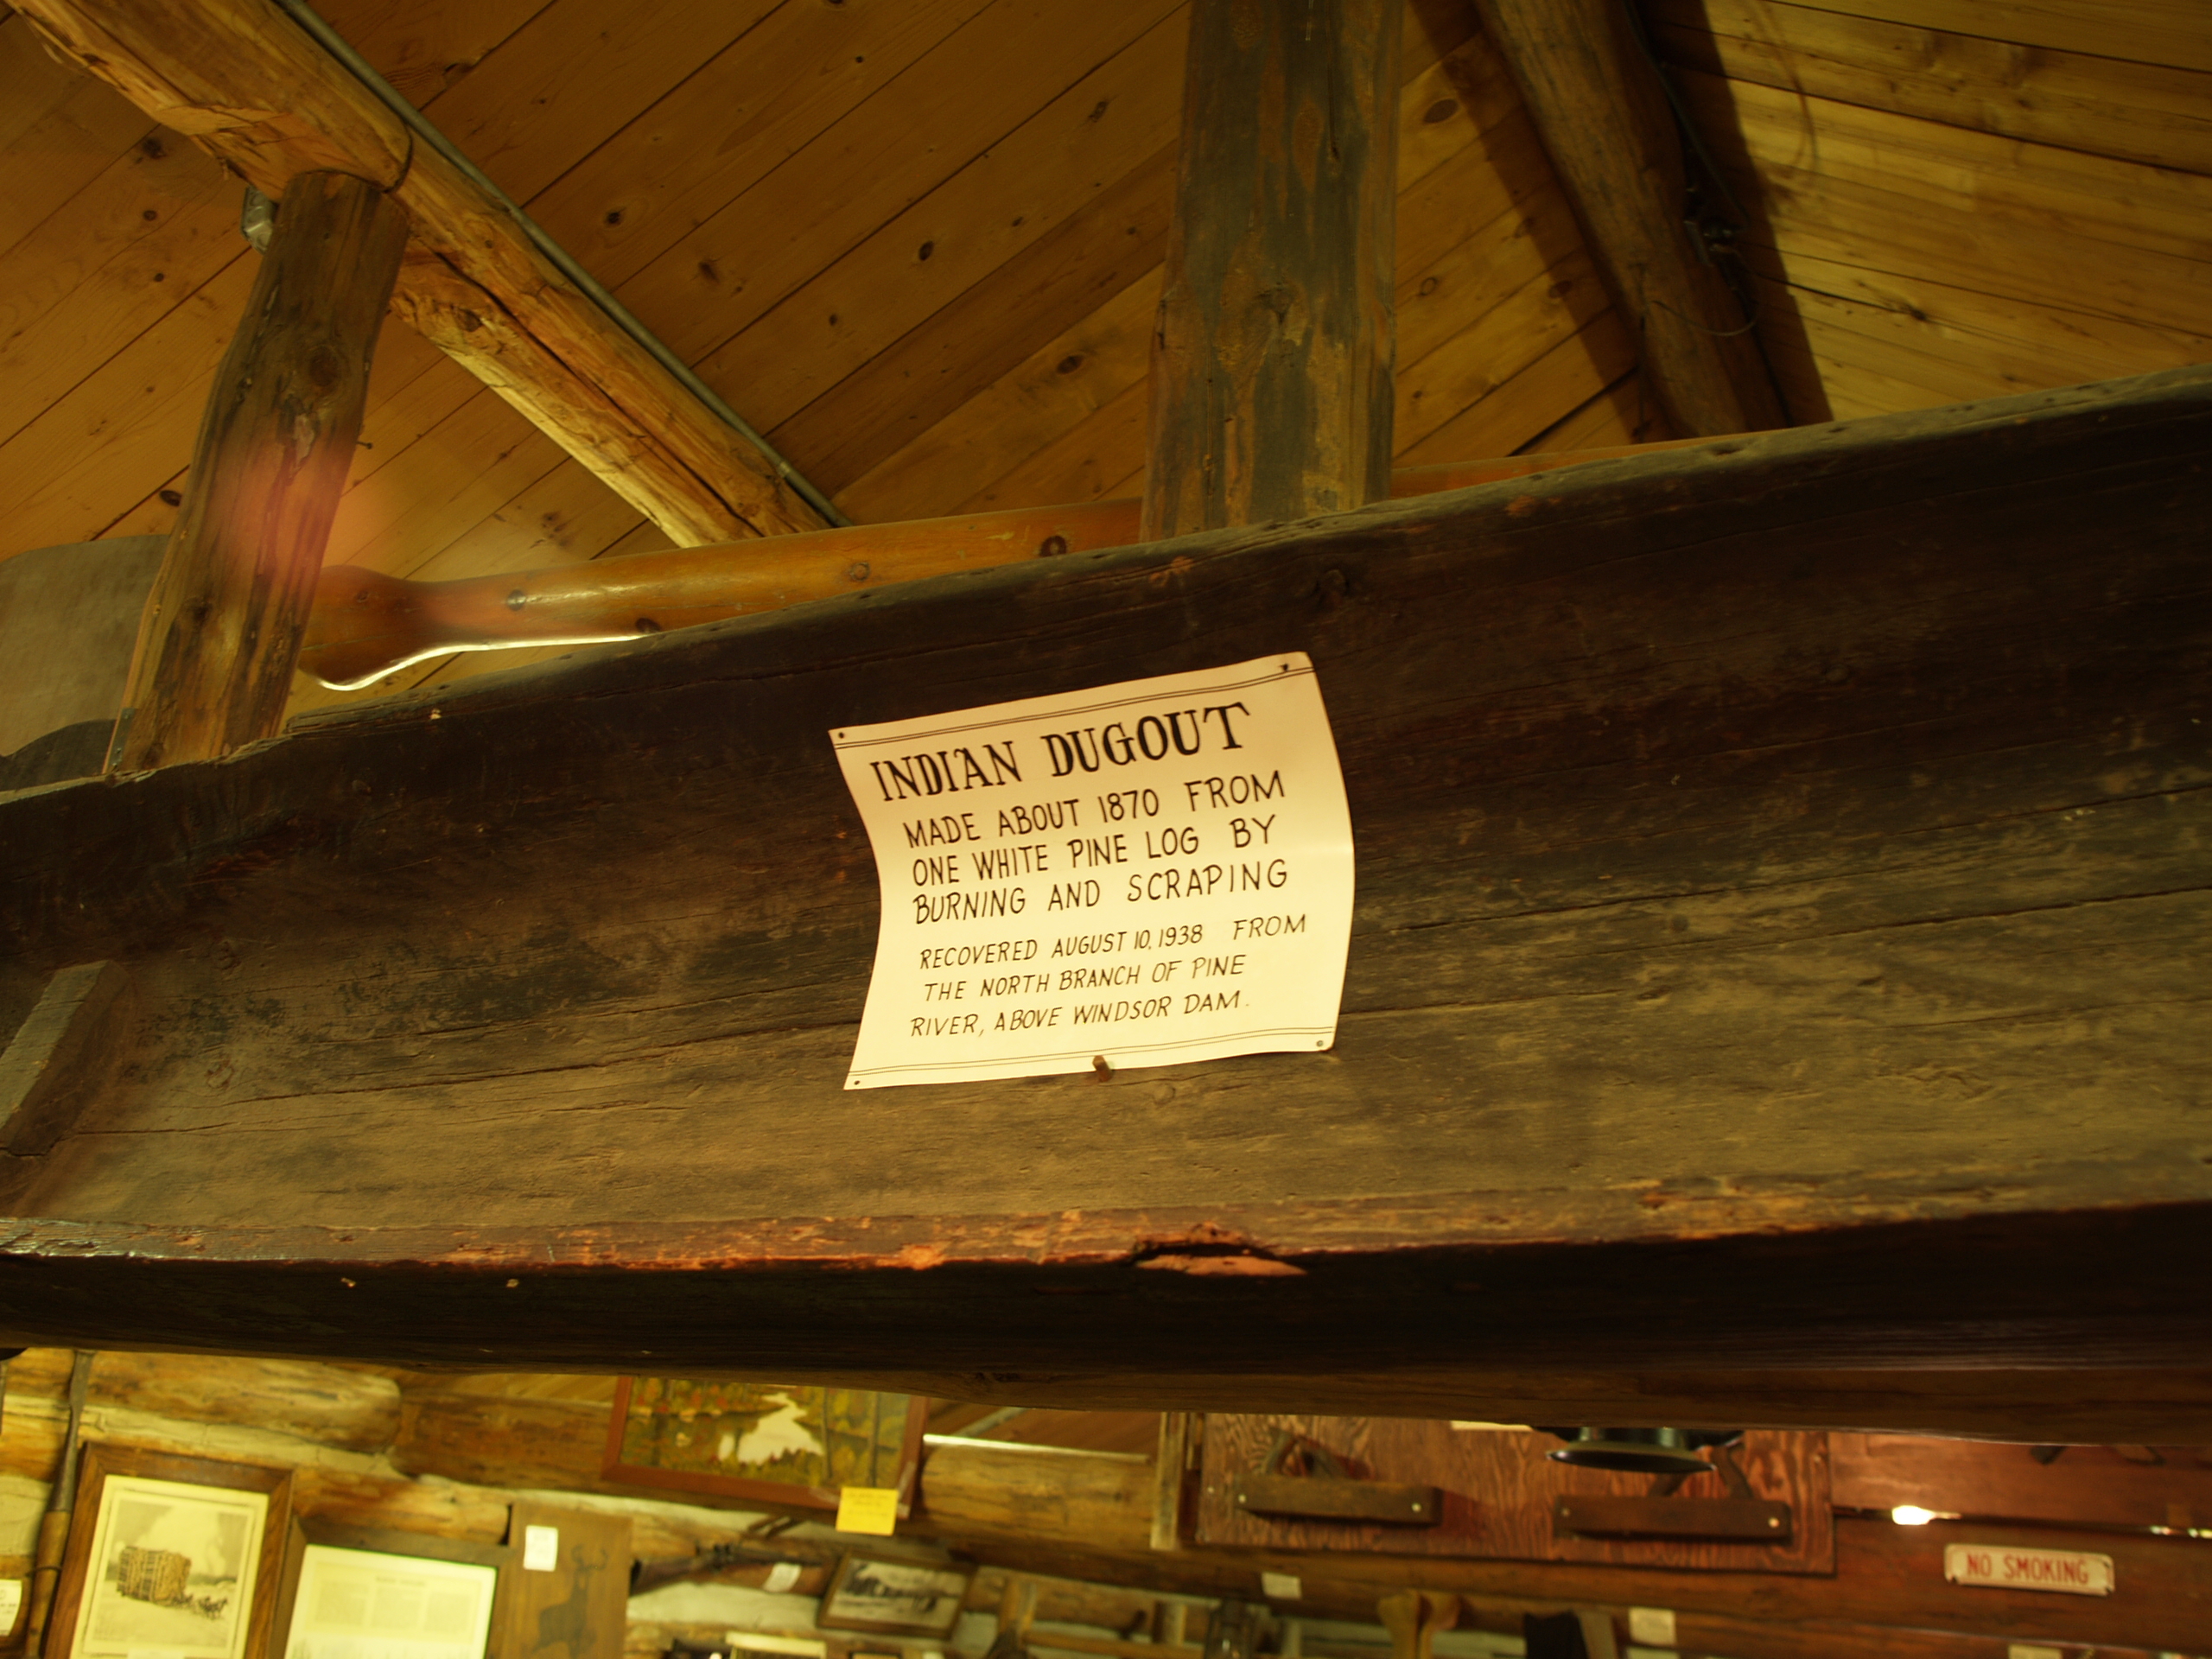 INDIAN DUGOUT
MADE ABOUT 1870 FROM
ONE WHITE PINE LOG BY
BURNING AND SCRAPING
RECOVERED AUGUST 10, 1938 FROM
THE NORTH BRANCH OF PINE
RIVER, ABOVE WINDSOR DAM.
NO SMOKING